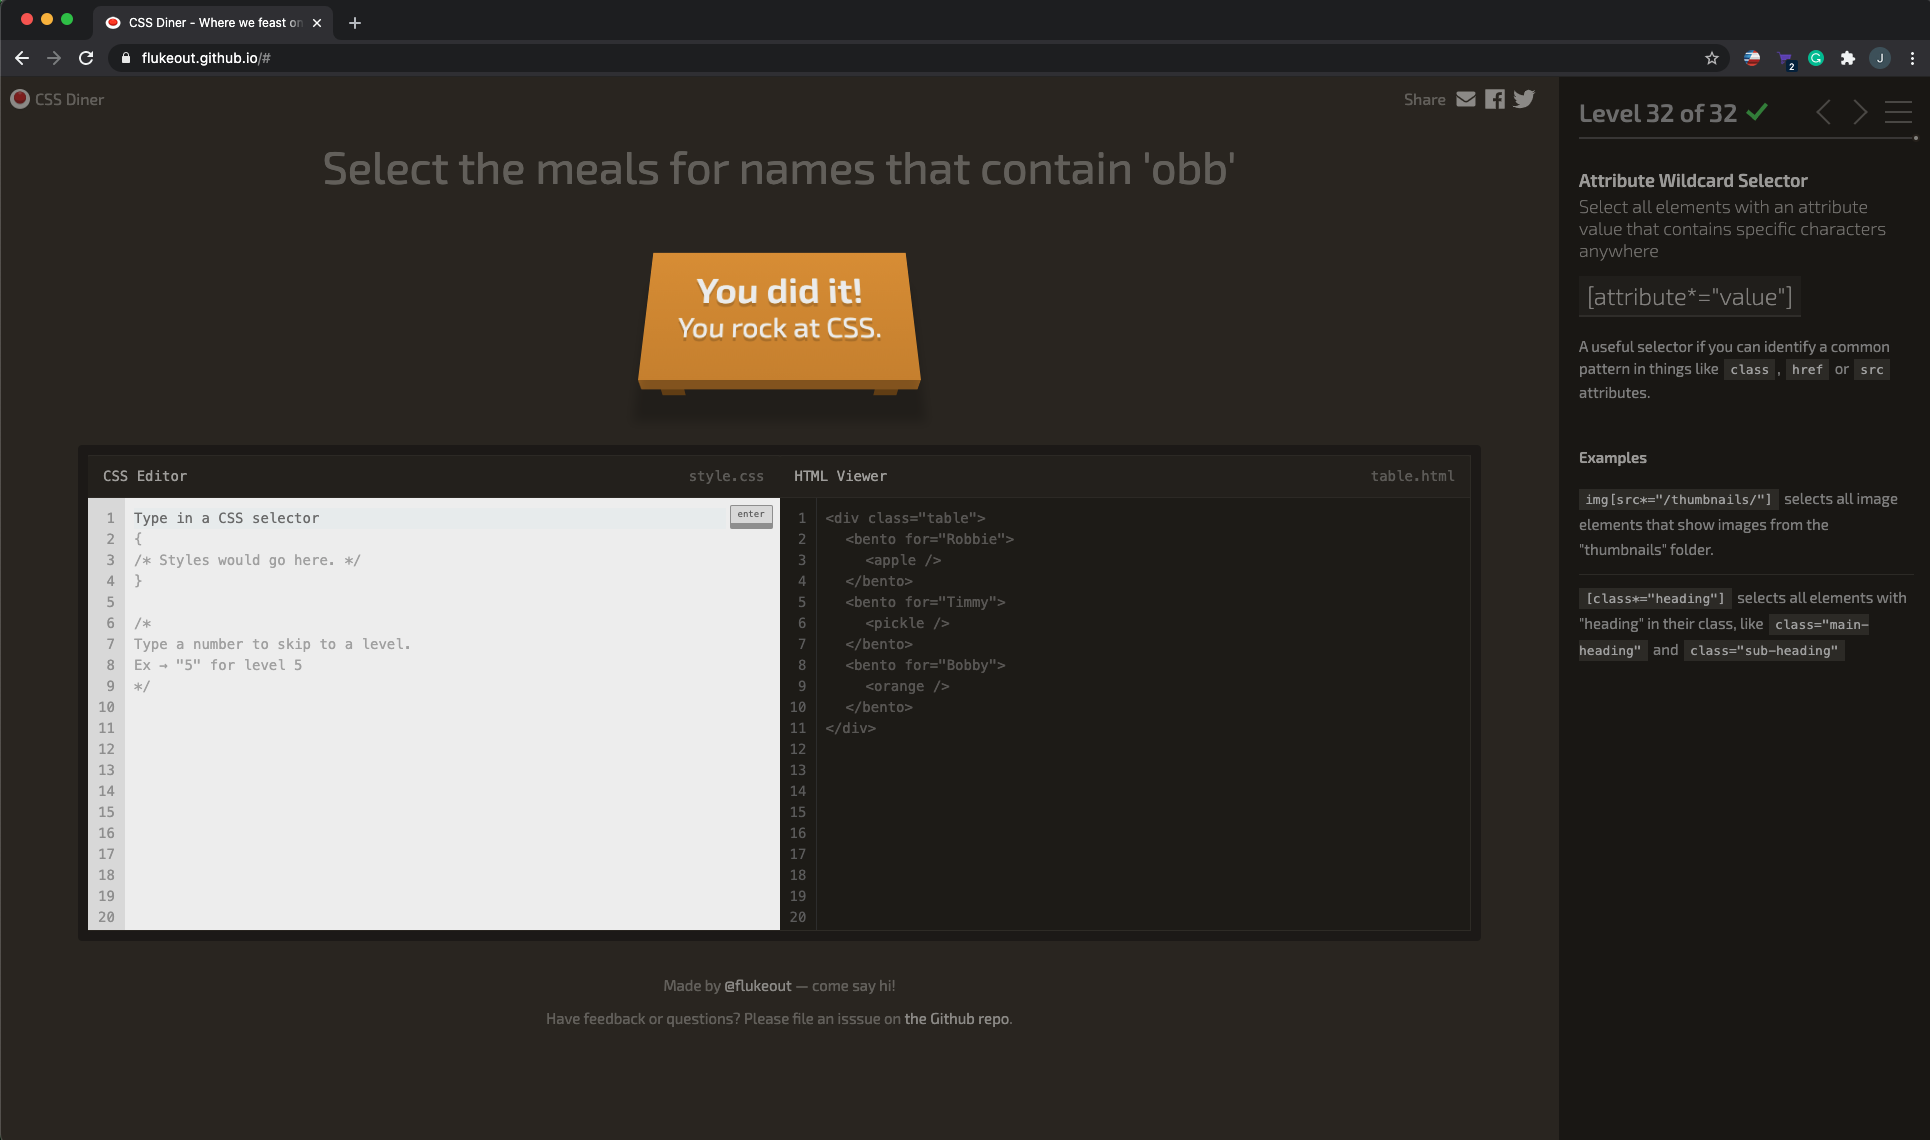 CSS Diner - Where we feast on
flukeout.github.io/#
2
J
CSS Diner
Share
Select the meals for names that contain 'obb'
You did it!
You rock at CSS.
CSS Editor
style.css
HTML Viewer
table.html
1
2
3
4
5
6
7
8
9
10
11
12
13
14
15
16
17
18
19
20
Type in a CSS selector
enter
{
/* Styles would go here. */
}
/*
Type a number to skip to a level.
Ex → "5" for level 5
*/
1
2
3
4
5
6
7
8
9
10
11
12
13
14
15
16
17
18
19
20
<div class="table">
<bento for="Robbie">
<apple />
</bento>
<bento for="Timmy">
<pickle />
</bento>
<bento for="Bobby">
<orange />
</bento>
</div>
Made by @flukeout — come say hi!
Have feedback or questions? Please file an isssue on the Github repo.
Level 32 of 32
Attribute Wildcard Selector
Select all elements with an attribute
value that contains specific characters
anywhere
[attribute*="value"]
A useful selector if you can identify a common
pattern in things like class, href or src
attributes.
Examples
img[src*="/thumbnails/"] selects all image
elements that show images from the
"thumbnails" folder.
[class*="heading"] selects all elements with
"heading" in their class, like class="main-
heading" and class="sub-heading"